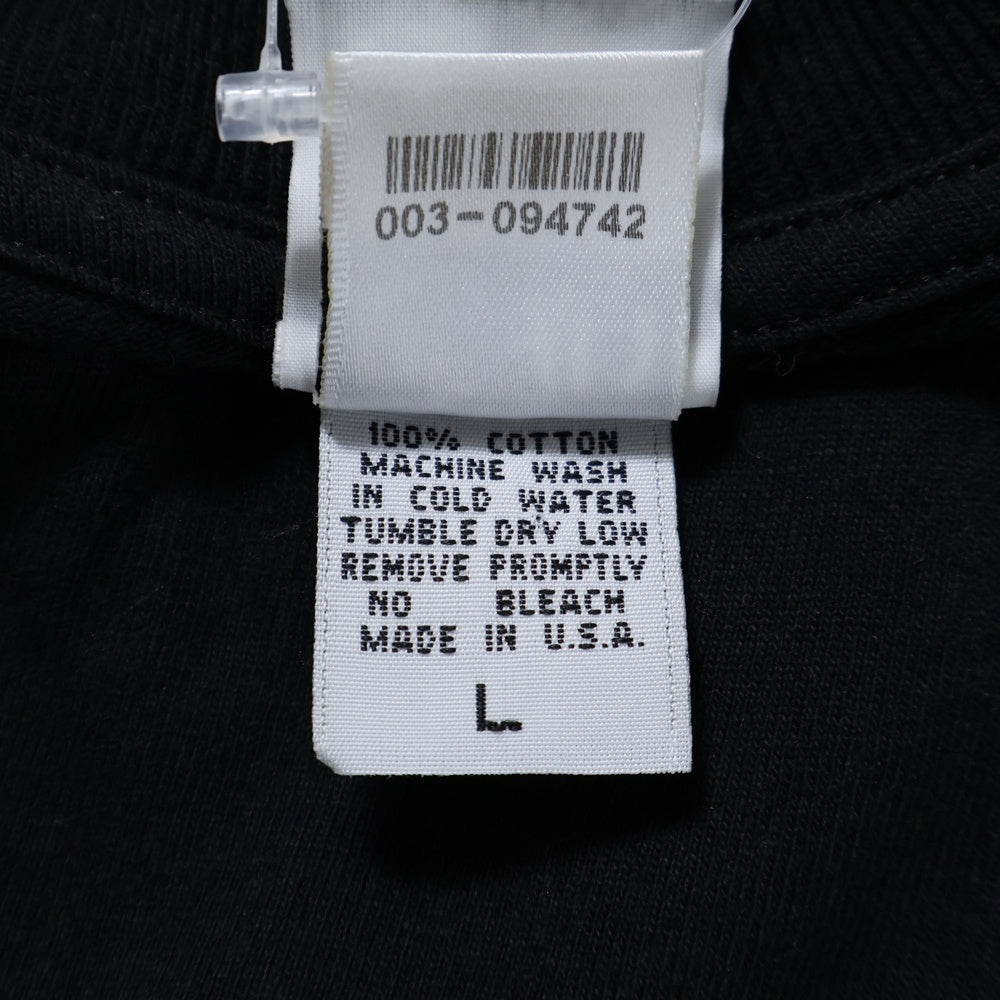 003-094742
100% COTTON
MACHINE WASH
IN COLD WATER
TUMBLE DRY LOW
REMOVE PROMPTLY
NO BLEACH
MADE IN U.S.A.
L